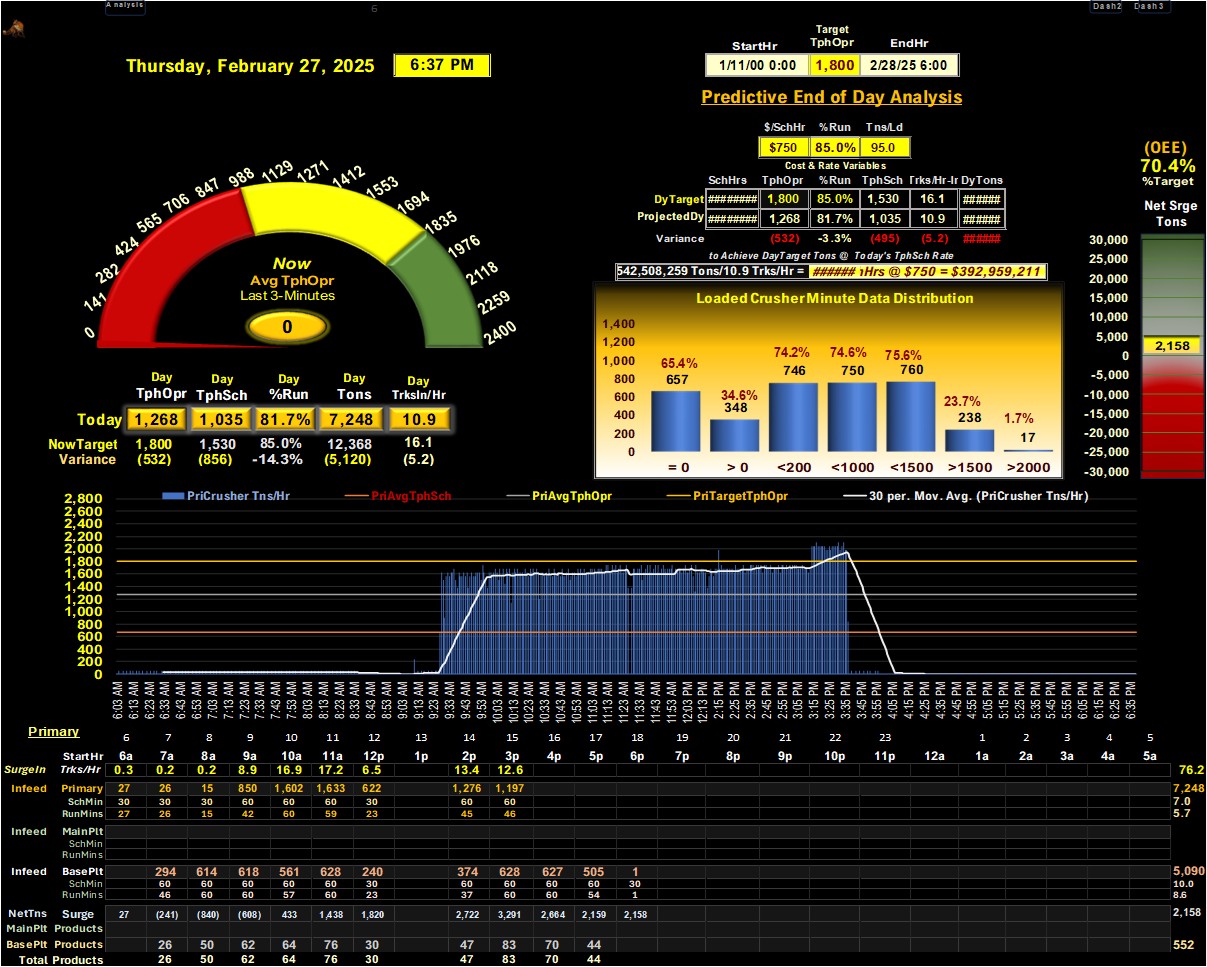 Analysis
6
Dash2 Dash3
Thursday, February 27, 2025 6:37 PM
StartHr Target TphOpr EndHr
1/11/00 0:00 1,800 2/28/25 6:00
Predictive End of Day Analysis
$/SchHr %Run Tns/Ld
$750 85.0% 95.0
Cost & Rate Variables
SchHrs TphOpr %Run TphSch Trks/Hr-Ir DyTons
DyTarget ######## 1,800 85.0% 1,530 16.1 ######
ProjectedDy ######## 1,268 81.7% 1,035 10.9 ######
Variance (532) -3.3% (495) (5.2) ######
to Achieve DayTarget Tons @ Today's TphSch Rate
542,508,259 Tons/10.9 Trks/Hr = ###### ıHrs @ $750 = $392,959,211
(OEE)
70.4%
%Target
Net Srge
Tons
30,000
25,000
20,000
15,000
10,000
5,000
2,158
0
-5,000
-10,000
-15,000
-20,000
-25,000
-30,000
0 141 282 424 565 706 847 988 1129 1271 1412 1553 1694 1835 1976 2118 2259 2400
Now
Avg TphOpr
Last 3-Minutes
0
Day Day Day Day Day
TphOpr TphSch %Run Tons TrksIn/Hr
Today 1,268 1,035 81.7% 7,248 10.9
NowTarget 1,800 1,530 85.0% 12,368 16.1
Variance (532) (856) -14.3% (5,120) (5.2)
Loaded Crusher Minute Data Distribution
1,400
1,200
1,000
800
600
400
200
0
65.4% 34.6% 74.2% 74.6% 75.6% 23.7% 1.7%
657 348 746 750 760 238 17
= 0 > 0 <200 <1000 <1500 >1500 >2000
PriCrusher Tns/Hr PriAvgTphSch PriAvgTphOpr PriTargetTphOpr 30 per. Mov. Avg. (PriCrusher Tns/Hr)
2,800
2,600
2,400
2,200
2,000
1,800
1,600
1,400
1,200
1,000
800
600
400
200
0
6:03 AM 6:13 AM 6:23 AM 6:33 AM 6:43 AM 6:53 AM 7:03 AM 7:13 AM 7:23 AM 7:33 AM 7:43 AM 7:53 AM 8:03 AM 8:13 AM 8:23 AM 8:33 AM 8:43 AM 8:53 AM 9:03 AM 9:13 AM 9:23 AM 9:33 AM 9:43 AM 9:53 AM 10:03 AM 10:13 AM 10:23 AM 10:33 AM 10:43 AM 10:53 AM 11:03 AM 11:13 AM 11:23 AM 11:33 AM 11:43 AM 11:53 AM 12:03 PM 12:13 PM 2:15 PM 2:25 PM 2:35 PM 2:45 PM 2:55 PM 3:05 PM 3:15 PM 3:25 PM 3:35 PM 3:45 PM 3:55 PM 4:05 PM 4:15 PM 4:25 PM 4:35 PM 4:45 PM 4:55 PM 5:05 PM 5:15 PM 5:25 PM 5:35 PM 5:45 PM 5:55 PM 6:05 PM 6:15 PM 6:25 PM 6:35 PM
Primary 6 7 8 9 10 11 12 13 14 15 16 17 18 19 20 21 22 23 1 2 3 4 5
StartHr 6a 7a 8a 9a 10a 11a 12p 1p 2p 3p 4p 5p 6p 7p 8p 9p 10p 11p 12a 1a 2a 3a 4a 5a
SurgeIn Trks/Hr 0.3 0.2 0.2 8.9 16.9 17.2 6.5 13.4 12.6 76.2
Infeed Primary 27 26 15 850 1,602 1,633 622 1,276 1,197 7,248
SchMin 30 30 30 60 60 60 30 60 60 7.0
RunMins 27 26 15 42 60 59 23 45 46 5.7
Infeed MainPlt
SchMin
RunMins
Infeed BasePlt 294 614 618 561 628 240 374 628 627 505 1 5,090
SchMin 60 60 60 60 60 30 60 60 60 60 30 10.0
RunMins 46 60 60 57 60 23 37 60 60 54 1 8.6
NetTns Surge 27 (241) (840) (608) 433 1,438 1,820 2,722 3,291 2,664 2,159 2,158 2,158
MainPlt Products
BasePlt Products 26 50 62 64 76 30 47 83 70 44 552
Total Products 26 50 62 64 76 30 47 83 70 44